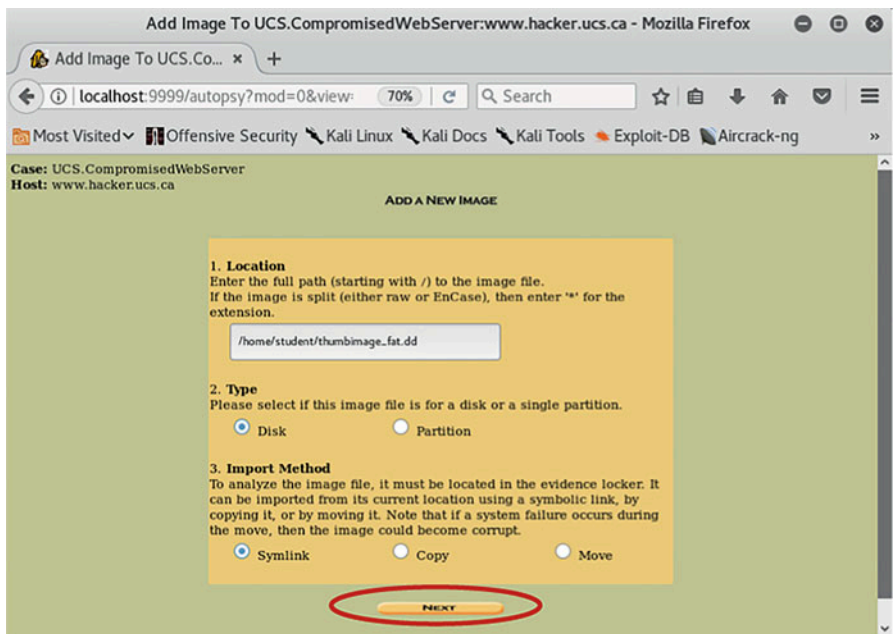 Add Image To UCS.CompromisedWebServer:www.hacker.ucs.ca - Mozilla Firefox
Add Image To UCS.Co... × +
localhost:9999/autopsy?mod=0&view= 70% Search
Most Visited Offensive Security Kali Linux Kali Docs Kali Tools Exploit-DB Aircrack-ng »
Case: UCS.CompromisedWebServer
Host: www.hacker.ucs.ca
ADD A NEW IMAGE
1. Location
Enter the full path (starting with /) to the image file.
If the image is split (either raw or EnCase), then enter '*' for the
extension.
/home/student/thumbimage_fat.dd
2. Type
Please select if this image file is for a disk or a single partition.
Disk Partition
3. Import Method
To analyze the image file, it must be located in the evidence locker. It
can be imported from its current location using a symbolic link, by
copying it, or by moving it. Note that if a system failure occurs during
the move, then the image could become corrupt.
Symlink Copy Move
NEXT